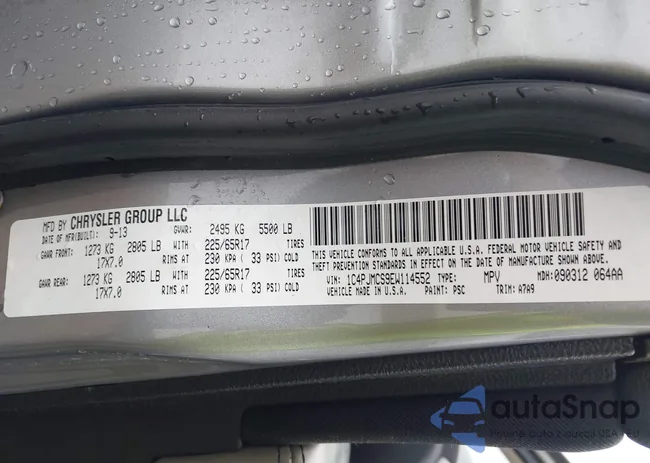 MFD BY CHRYSLER GROUP LLC
DATE OF MFR(BUILT): 9-13 GVWR: 2495 KG 5500 LB
GAWR FRONT: 1273 KG 2805 LB WITH 225/65R17 TIRES
17X7.0 RIMS AT 230 KPA ( 33 PSI) COLD
GAWR REAR: 1273 KG 2805 LB WITH 225/65R17 TIRES
17X7.0 RIMS AT 230 KPA ( 33 PSI) COLD
THIS VEHICLE CONFORMS TO ALL APPLICABLE U.S.A. FEDERAL MOTOR VEHICLE SAFETY AND
THEFT PREVENTION STANDARDS IN EFFECT ON THE DATE OF MANUFACTURE SHOWN ABOVE.
VIN: 1C4PJMCS9EW114552 TYPE: MPV MDH: 090312 064AA
VEHICLE MADE IN U.S.A. PAINT: PSC TRIM: A7A9
autaSnap